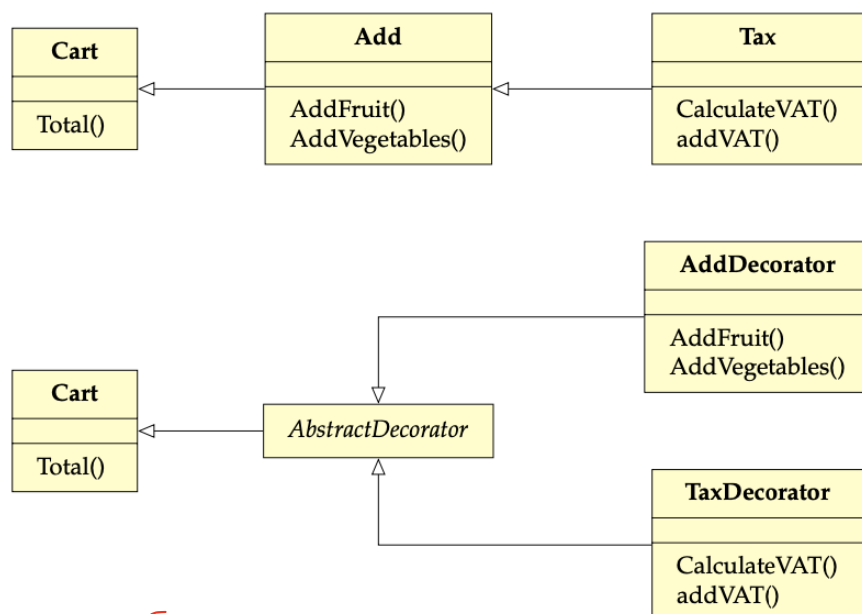 Cart
Total()
Add
AddFruit()
AddVegetables()
Tax
CalculateVAT()
addVAT()
Cart
Total()
AbstractDecorator
AddDecorator
AddFruit()
AddVegetables()
TaxDecorator
CalculateVAT()
addVAT()